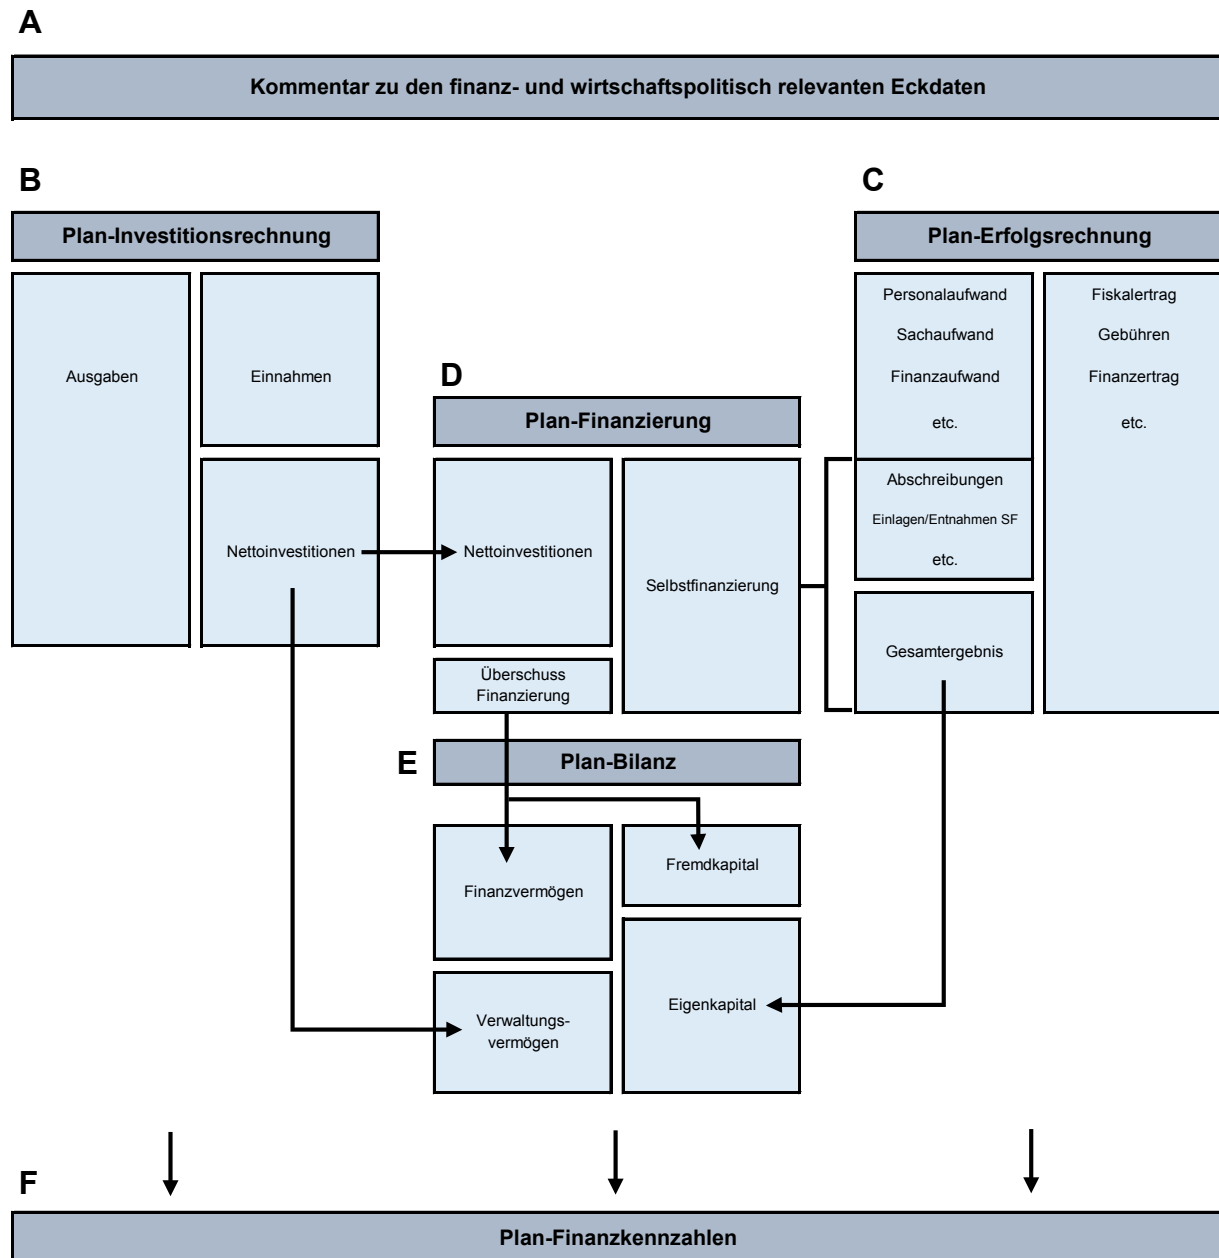 A
Kommentar zu den finanz- und wirtschaftspolitisch relevanten Eckdaten
B
Plan-Investitionsrechnung
Ausgaben
Einnahmen
Nettoinvestitionen
C
Plan-Erfolgsrechnung
Personalaufwand
Sachaufwand
Finanzaufwand
etc.
Abschreibungen
Einlagen/Entnahmen SF
etc.
Gesamtergebnis
Fiskalertrag
Gebühren
Finanzertrag
etc.
D
Plan-Finanzierung
Nettoinvestitionen
Selbstfinanzierung
Überschuss
Finanzierung
E
Plan-Bilanz
Finanzvermögen
Fremdkapital
Verwaltungs-
vermögen
Eigenkapital
F
Plan-Finanzkennzahlen